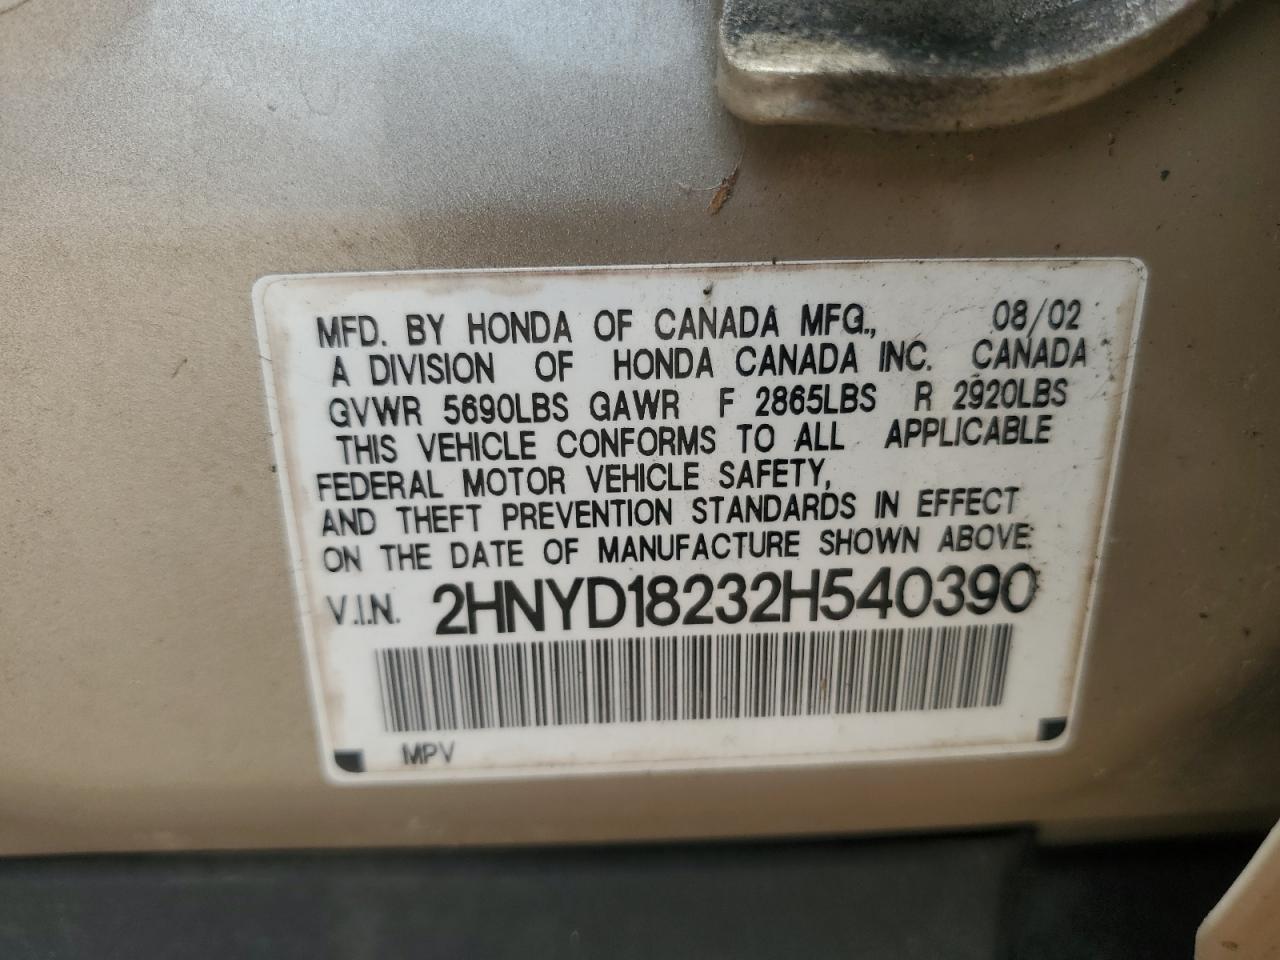 MFD. BY HONDA OF CANADA MFG., 08/02
A DIVISION OF HONDA CANADA INC. CANADA
GVWR 5690LBS GAWR F 2865LBS R 2920LBS
THIS VEHICLE CONFORMS TO ALL APPLICABLE
FEDERAL MOTOR VEHICLE SAFETY,
AND THEFT PREVENTION STANDARDS IN EFFECT
ON THE DATE OF MANUFACTURE SHOWN ABOVE.
V.I.N. 2HNYD18232H540390
MPV